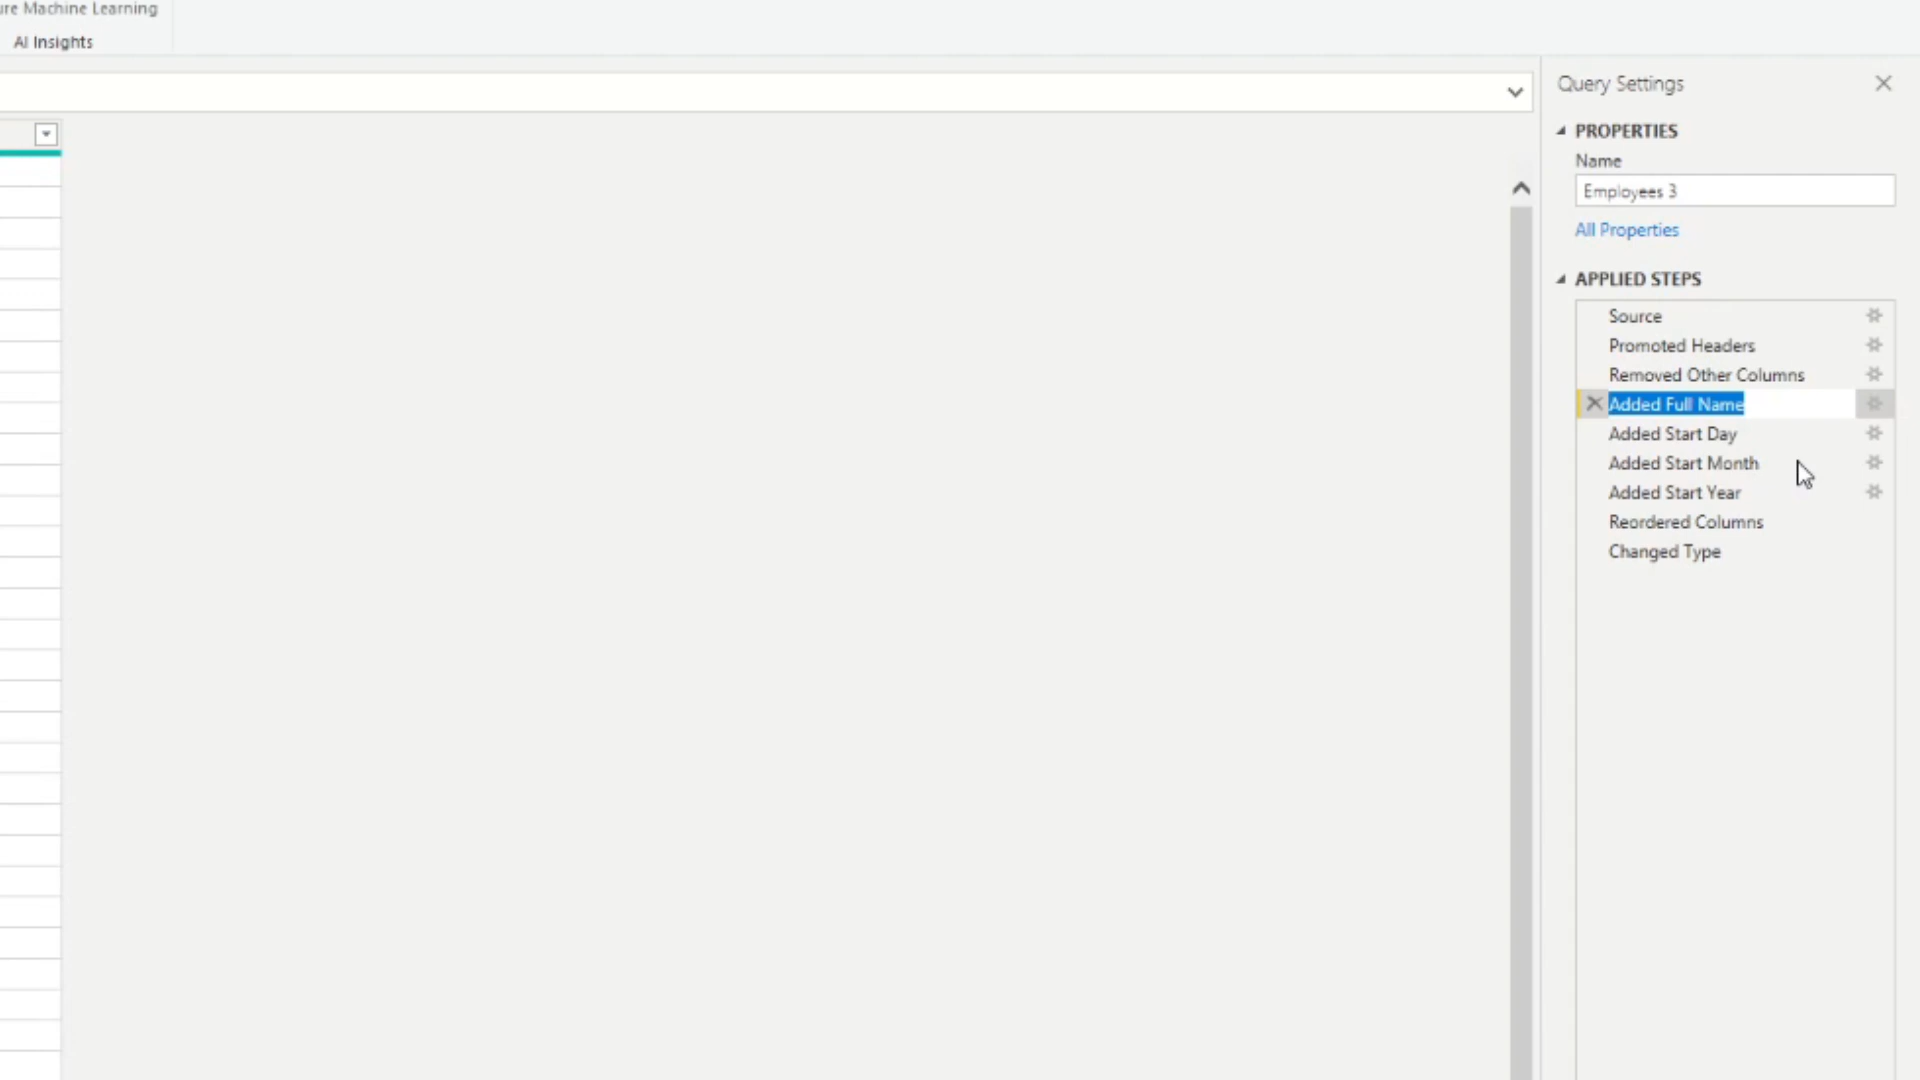 Machine Learning
AI Insights
Query Settings
PROPERTIES
Name
Employees 3
All Properties
APPLIED STEPS
Source
Promoted Headers
Removed Other Columns
Added Full Name
Added Start Day
Added Start Month
Added Start Year
Reordered Columns
Changed Type